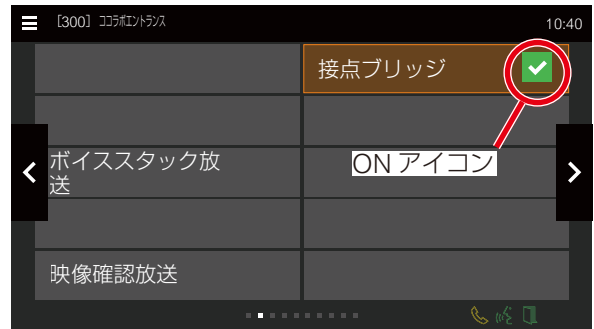 [300] ココラボエントランス
10:40
接点ブリッジ
ボイススタック放
送
ON アイコン
映像確認放送